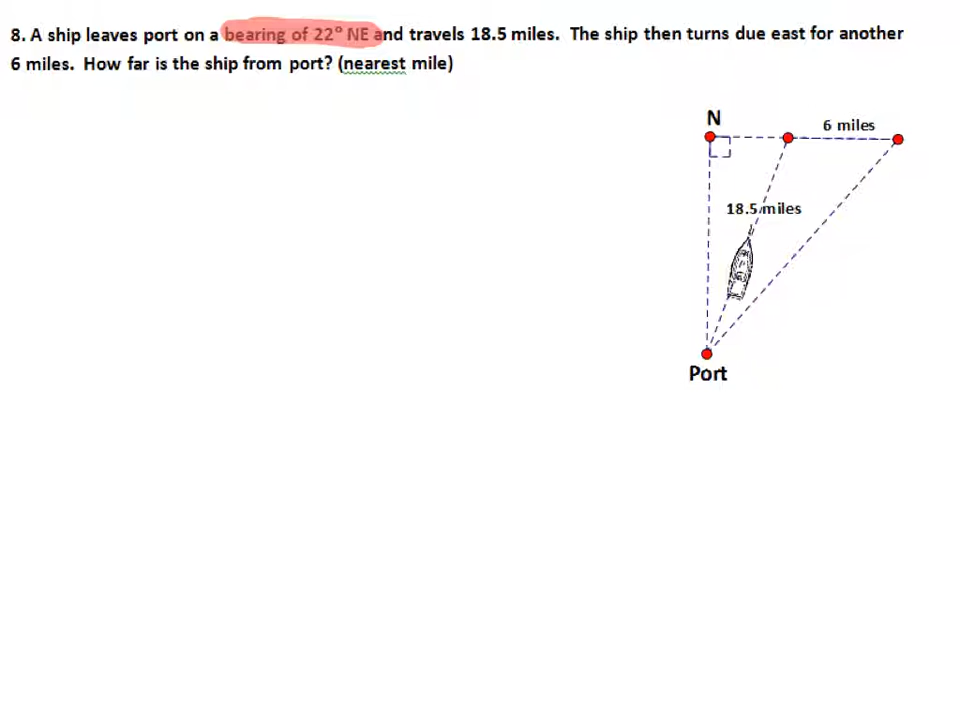 8. A ship leaves port on a bearing of 22° NE and travels 18.5 miles. The ship then turns due east for another
6 miles. How far is the ship from port? (nearest mile)
N
6 miles
18.5 miles
Port